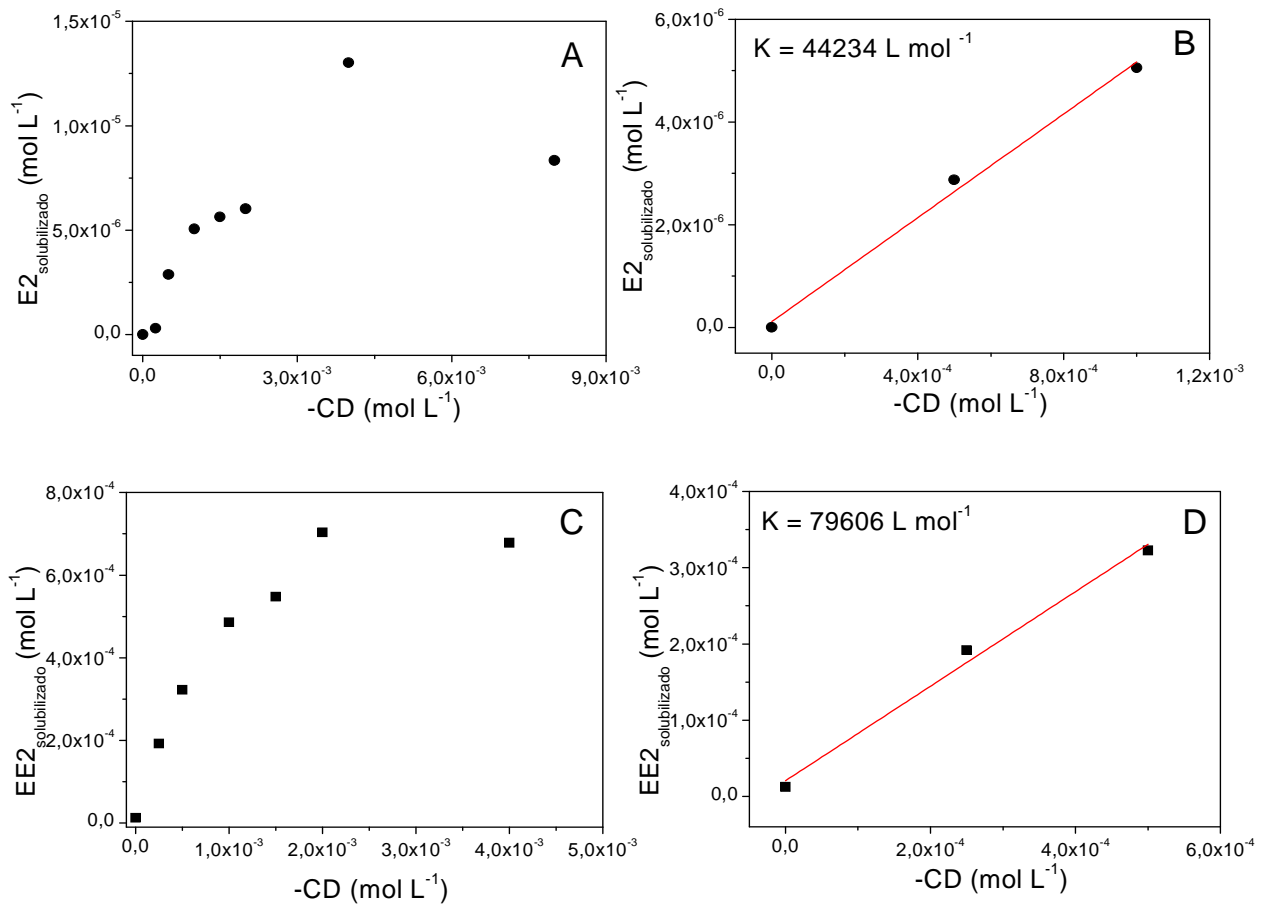 A
1,5x10^-5
1,0x10^-5
5,0x10^-6
0,0
E2solubilizado (mol L^-1)
0,0 3,0x10^-3 6,0x10^-3 9,0x10^-3
-CD (mol L^-1)
B
K = 44234 L mol^-1
6,0x10^-6
4,0x10^-6
2,0x10^-6
0,0
E2solubilizado (mol L^-1)
0,0 4,0x10^-4 8,0x10^-4 1,2x10^-3
-CD (mol L^-1)
C
8,0x10^-4
6,0x10^-4
4,0x10^-4
2,0x10^-4
0,0
EE2solubilizado (mol L^-1)
0,0 1,0x10^-3 2,0x10^-3 3,0x10^-3 4,0x10^-3 5,0x10^-3
-CD (mol L^-1)
D
K = 79606 L mol^-1
4,0x10^-4
3,0x10^-4
2,0x10^-4
1,0x10^-4
0,0
EE2solubilizado (mol L^-1)
0,0 2,0x10^-4 4,0x10^-4 6,0x10^-4
-CD (mol L^-1)